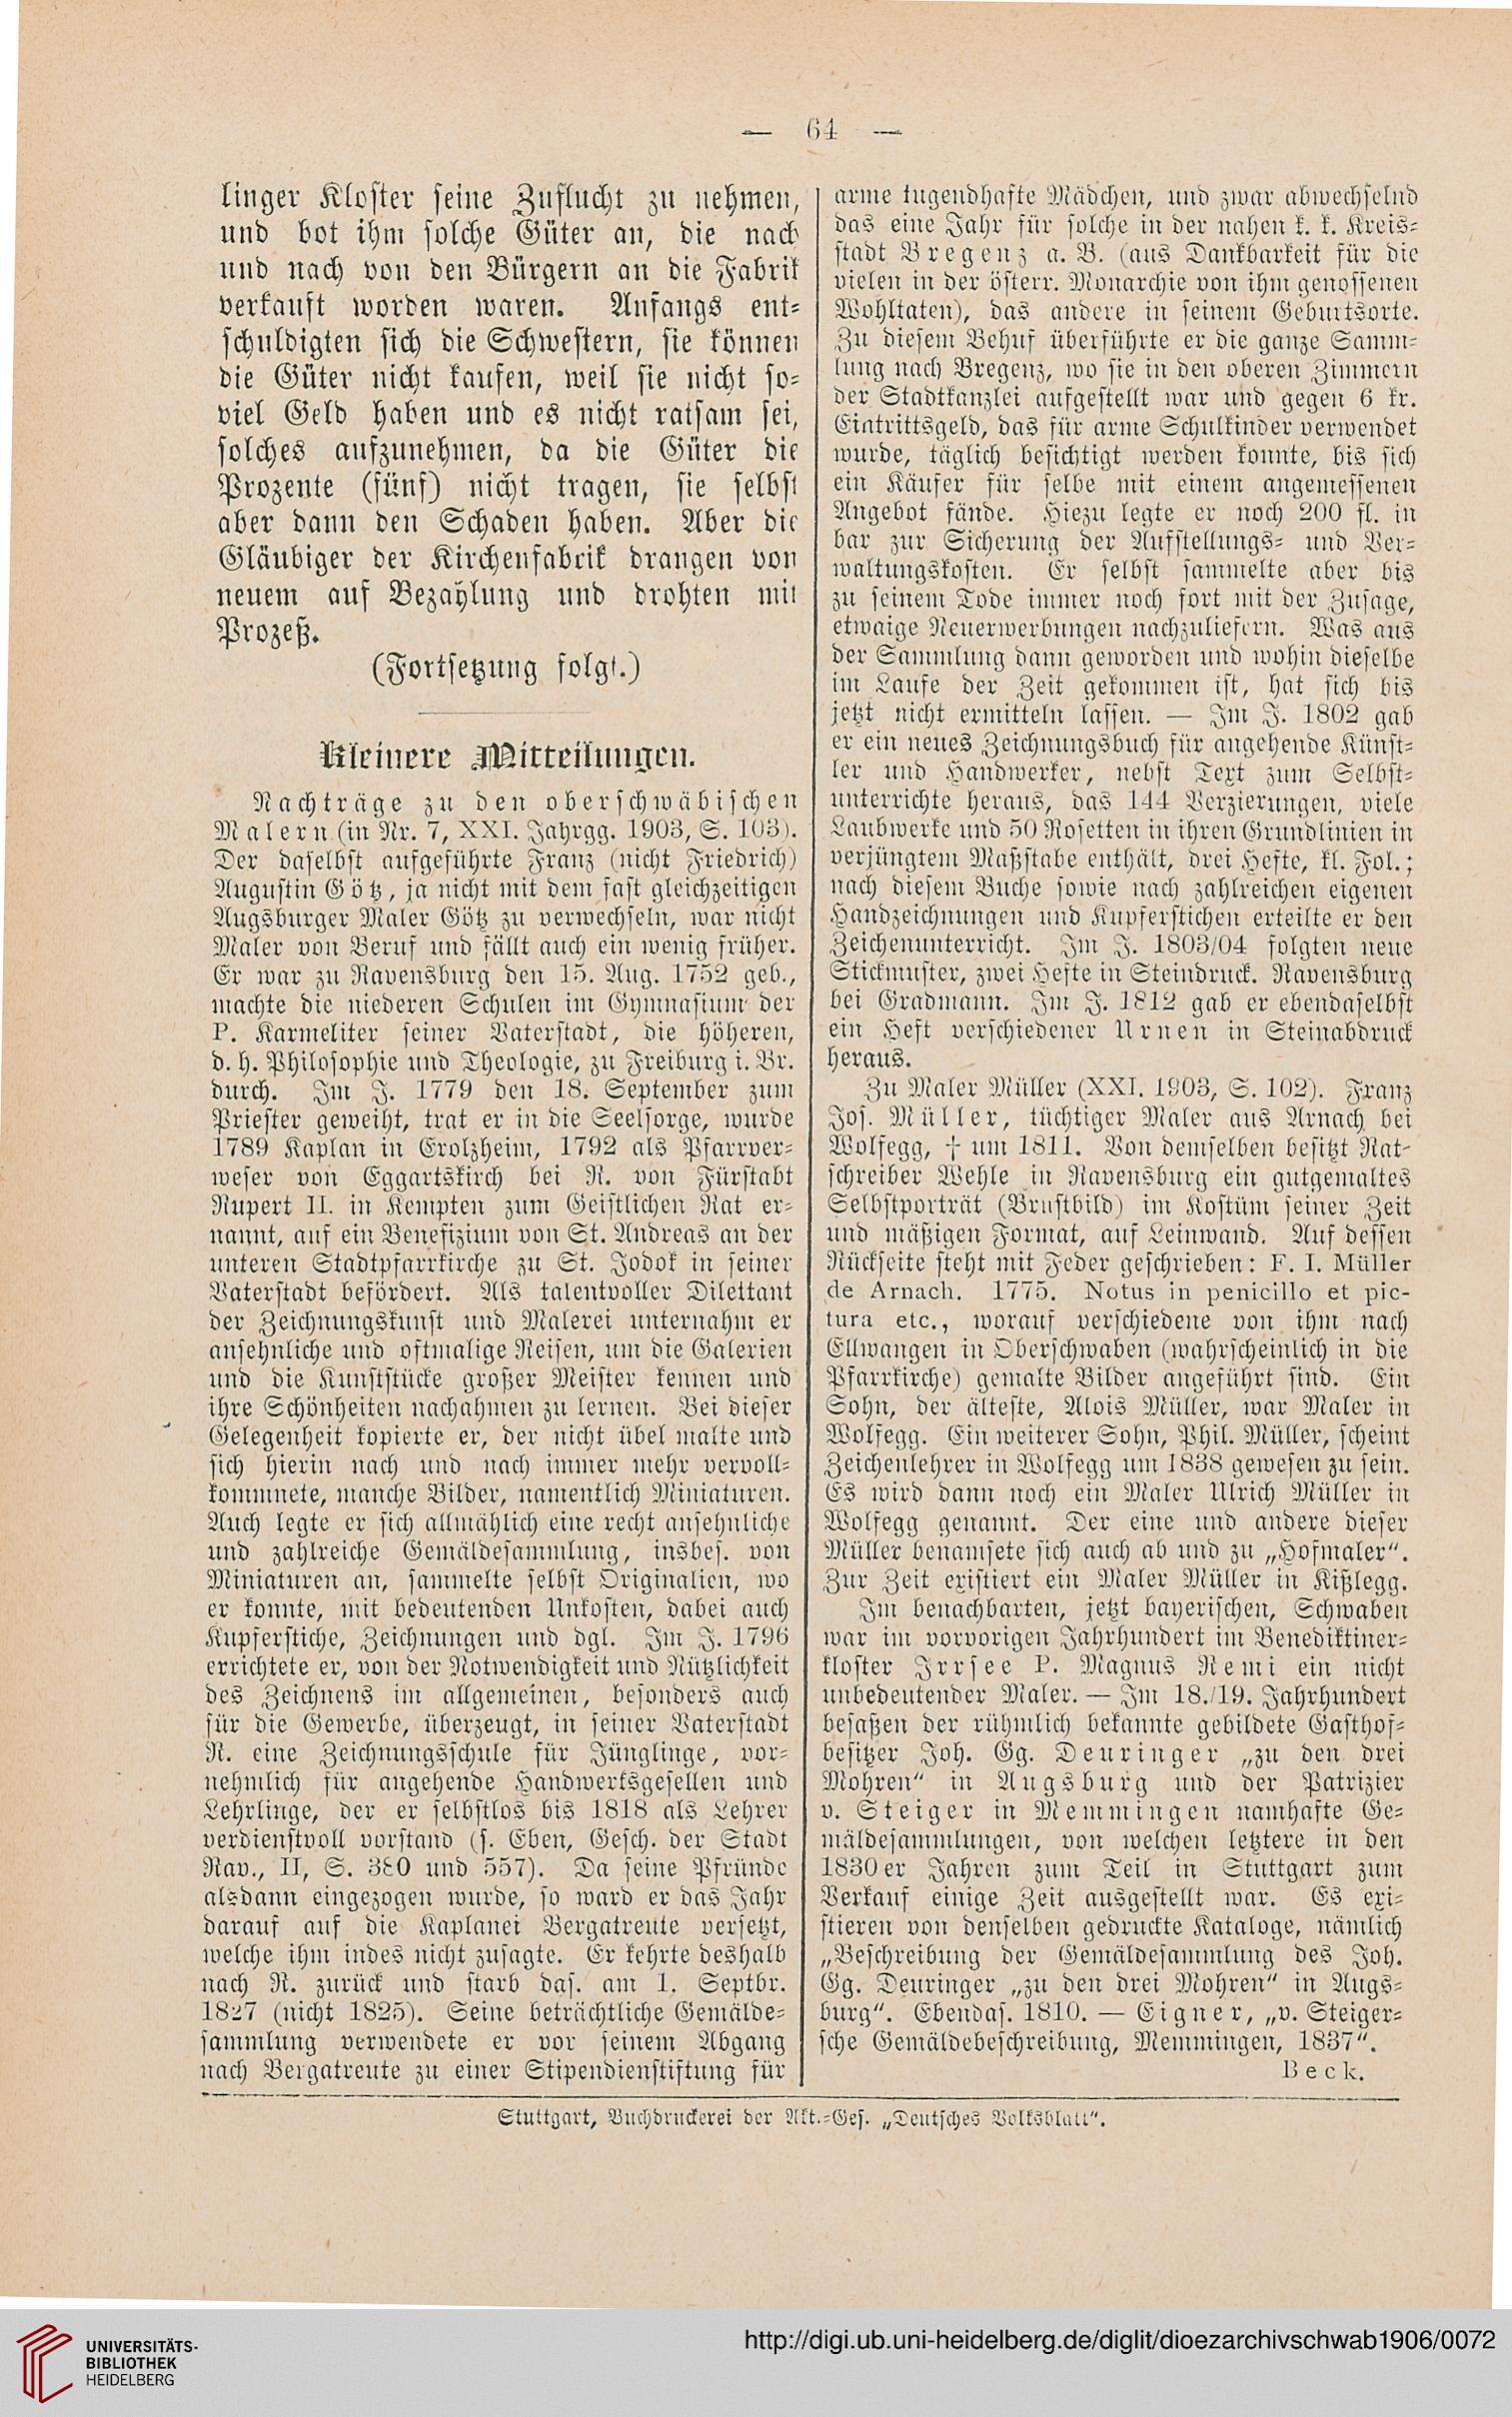 — 64 —
linger Kloster seine Zuflucht zu nehmen,
und bot ihm solche Güter an, die nach
und nach von den Bürgern an die Fabrik
verkauft worden waren. Anfangs ent-
schuldigten sich die Schwestern, sie können
die Güter nicht kaufen, weil sie nicht so-
viel Geld haben und es nicht ratsam sei,
solches aufzunehmen, da die Güter die
Prozente (fünf) nicht tragen, sie selbst
aber dann den Schaden haben. Aber die
Gläubiger der Kirchenfabrik drangen von
neuem auf Bezahlung und drohten mit
Prozeß.
(Fortsetzung folgt.)
Kleinere Mitteilungen.
Nachträge zu den oberschwäbischen
Malern (in Nr. 7, XXI. Jahrgg. 1903, S. 103).
Der daselbst aufgeführte Franz (nicht Friedrich)
Augustin Götz, ja nicht mit dem fast gleichzeitigen
Augsburger Maler Götz zu verwechseln, war nicht
Maler von Beruf und fällt auch ein wenig früher.
Er war zu Ravensburg den 15. Aug. 1752 geb.,
machte die niederen Schulen im Gymnasium der
P. Karmeliter seiner Vaterstadt, die höheren,
d. h. Philosophie und Theologie, zu Freiburg i. Br.
durch. Im J. 1779 den 18. September zum
Priester geweiht, trat er in die Seelsorge, wurde
1789 Kaplan in Erolzheim, 1792 als Pfarrver-
weser von Eggartskirch bei R. von Fürstabt
Rupert II. in Kempten zum Geistlichen Rat er-
nannt, auf ein Benefizium von St. Andreas an der
unteren Stadtpfarrkirche zu St. Jodok in seiner
Vaterstadt befördert. Als talentvoller Dilettant
der Zeichnungskunst und Malerei unternahm er
ansehnliche und oftmalige Reisen, um die Galerien
und die Kunststücke großer Meister kennen und
ihre Schönheiten nachahmen zu lernen. Bei dieser
Gelegenheit kopierte er, der nicht übel malte und
sich hierin nach und nach immer mehr vervoll-
kommnete, manche Bilder, namentlich Miniaturen.
Auch legte er sich allmählich eine recht ansehnliche
und zahlreiche Gemäldesammlung, insbes. von
Miniaturen an, sammelte selbst Originalien, wo
er konnte, mit bedeutenden Unkosten, dabei auch
Kupferstiche, Zeichnungen und dgl. Im J. 1796
errichtete er, von der Notwendigkeit und Nützlichkeit
des Zeichnens im allgemeinen, besonders auch
für die Gewerbe, überzeugt, in seiner Vaterstadt
R. eine Zeichnungsschule für Jünglinge, vor-
nehmlich für angehende Handwerksgesellen und
Lehrlinge, der er selbstlos bis 1818 als Lehrer
verdienstvoll vorstand (s. Eben, Gesch. der Stadt
Rav., II, S. 380 und 557). Da seine Pfründe
alsdann eingezogen wurde, so ward er das Jahr
darauf auf die Kaplanei Bergatreute versetzt,
welche ihm indes nicht zusagte. Er kehrte deshalb
nach R. zurück und starb das. am 1. Septbr.
1827 (nicht 1825). Seine beträchtliche Gemälde-
sammlung verwendete er vor seinem Abgang
nach Bergatreute zu einer Stipendienstiftung für
arme tugendhafte Mädchen, und zwar abwechselnd
das eine Jahr für solche in der nahen k. k. Kreis-
stadt Bregenz a. B. (aus Dankbarkeit für die
vielen in der österr. Monarchie von ihm genossenen
Wohltaten), das andere in seinem Geburtsorte.
Zu diesem Behuf überführte er die ganze Samm-
lung nach Bregenz, wo sie in den oberen Zimmern
der Stadtkanzlei aufgestellt war und gegen 6 kr.
Eintrittsgeld, das für arme Schulkinder verwendet
wurde, täglich besichtigt werden konnte, bis sich
ein Käufer für selbe mit einem angemessenen
Angebot fände. Hiezu legte er noch 200 fl. in
bar zur Sicherung der Aufstellungs- und Ver-
waltungskosten. Er selbst sammelte aber bis
zu seinem Tode immer noch fort mit der Zusage,
etwaige Neuerwerbungen nachzuliefern. Was aus
der Sammlung dann geworden und wohin dieselbe
im Laufe der Zeit gekommen ist, hat sich bis
jetzt nicht ermitteln lassen. — Im J. 1802 gab
er ein neues Zeichnungsbuch für angehende Künst-
ler und Handwerker, nebst Text zum Selbst-
unterrichte heraus, das 144 Verzierungen, viele
Laubwerke und 50 Rosetten in ihren Grundlinien in
verjüngtem Maßstabe enthält, drei Hefte, kl. Fol.;
nach diesem Buche sowie nach zahlreichen eigenen
Handzeichnungen und Kupferstichen erteilte er den
Zeichenunterricht. Im J. 1803/04 folgten neue
Stickmuster, zwei Hefte in Steindruck. Ravensburg
bei Gradmann. Im J. 1812 gab er ebendaselbst
ein Heft verschiedener Urnen in Steinabdruck
heraus.
Zu Maler Müller (XXI. 1903, S. 102). Franz
Jos. Müller, tüchtiger Maler aus Arnach bei
Wolfegg, † um 1811. Von demselben besitzt Rat-
schreiber Wehle in Ravensburg ein gutgemaltes
Selbstporträt (Brustbild) im Kostüm seiner Zeit
und mäßigen Format, auf Leinwand. Auf dessen
Rückseite steht mit Feder geschrieben: F. I. Müller
de Arnach. 1775. Notus in penicillo et pic-
tura etc., worauf verschiedene von ihm nach
Ellwangen in Oberschwaben (wahrscheinlich in die
Pfarrkirche) gemalte Bilder angeführt sind. Ein
Sohn, der älteste, Alois Müller, war Maler in
Wolfegg. Ein weiterer Sohn, Phil. Müller, scheint
Zeichenlehrer in Wolfegg um 1838 gewesen zu sein.
Es wird dann noch ein Maler Ulrich Müller in
Wolfegg genannt. Der eine und andere dieser
Müller benamsete sich auch ab und zu „Hofmaler“.
Zur Zeit existiert ein Maler Müller in Kißlegg.
Im benachbarten, jetzt bayerischen, Schwaben
war im vorvorigen Jahrhundert im Benediktiner-
kloster Irrsee P. Magnus Remi ein nicht
unbedeutender Maler. — Im 18./19. Jahrhundert
besaßen der rühmlich bekannte gebildete Gasthof-
besitzer Joh. Gg. Deuringer „zu den drei
Mohren“ in Augsburg und der Patrizier
v. Steiger in Memmingen namhafte Ge-
mäldesammlungen, von welchen letztere in den
1830er Jahren zum Teil in Stuttgart zum
Verkauf einige Zeit ausgestellt war. Es exi-
stieren von denselben gedruckte Kataloge, nämlich
„Beschreibung der Gemäldesammlung des Joh.
Gg. Deuringer „zu den drei Mohren“ in Augs-
burg“. Ebendas. 1810. — Eigner, „v. Steiger-
sche Gemäldebeschreibung, Memmingen, 1837“.
Beck.
Stuttgart, Buchdruckerei der Akt.-Ges. „Deutsches Volksblatt“.
UNIVERSITÄTS-
BIBLIOTHEK
HEIDELBERG
http://digi.ub.uni-heidelberg.de/diglit/dioezarchivschwab1906/0072